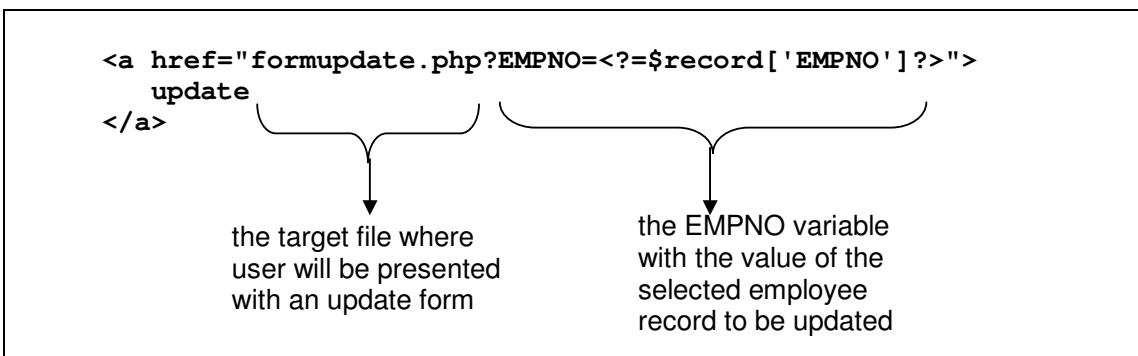 <a href="formupdate.php?EMPNO=<?=$record['EMPNO']?>">
update
</a>
the target file where
user will be presented
with an update form
the EMPNO variable
with the value of the
selected employee
record to be updated